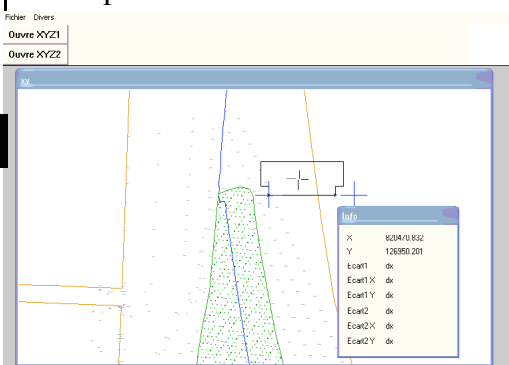 Fichier Divers
Ouvre XYZ1
Ouvre XYZ2
xy
Info
X 820470.832
Y 126950.201
Ecart1 dx
Ecart1 X dx
Ecart1 Y dx
Ecart2 dx
Ecart2 X dx
Ecart2 Y dx